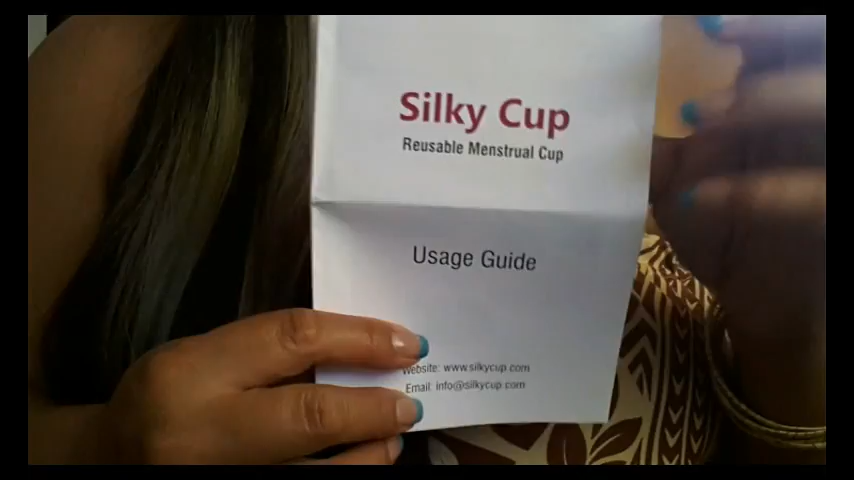 Silky Cup
Reusable Menstrual Cup
Usage Guide
Website: www.silkycup.com
Email: info@silkycup.com